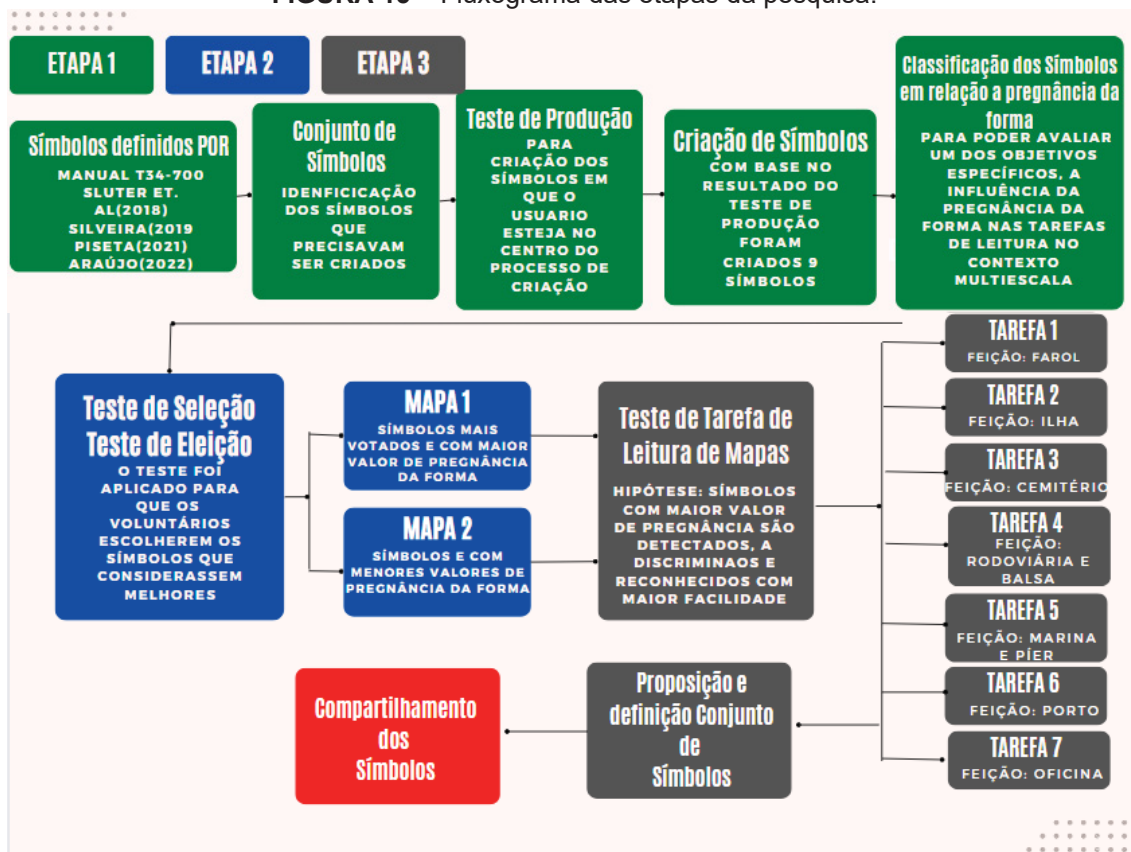 FIGURA 16 – Fluxograma das etapas da pesquisa.
ETAPA 1
ETAPA 2
ETAPA 3
Símbolos definidos POR
MANUAL T34-700
SLUTER ET.
AL(2018)
SILVEIRA(2019
PISETA(2021)
ARAÚJO(2022)
Conjunto de
Símbolos
IDENFICICAÇÃO
DOS SÍMBOLOS
QUE
PRECISAVAM
SER CRIADOS
Teste de Produção
PARA
CRIAÇÃO DOS
SÍMBOLOS EM
QUE O
USUARIO
ESTEJA NO
CENTRO DO
PROCESSO DE
CRIAÇÃO
Criação de Símbolos
COM BASE NO
RESULTADO DO
TESTE DE
PRODUÇÃO
FORAM
CRIADOS 9
SÍMBOLOS
Classificação dos Símbolos
em relação a pregnância da
forma
PARA PODER AVALIAR
UM DOS OBJETIVOS
ESPECÍFICOS, A
INFLUÊNCIA DA
PREGNÂNCIA DA
FORMA NAS TAREFAS
DE LEITURA NO
CONTEXTO
MULTIESCALA
Teste de Seleção
Teste de Eleição
O TESTE FOI
APLICADO PARA
QUE OS
VOLUNTÁRIOS
ESCOLHEREM OS
SÍMBOLOS QUE
CONSIDERASSEM
MELHORES
MAPA 1
SÍMBOLOS MAIS
VOTADOS E COM MAIOR
VALOR DE PREGNÂNCIA
DA FORMA
MAPA 2
SÍMBOLOS E COM
MENORES VALORES DE
PREGNÂNCIA DA FORMA
Teste de Tarefa de
Leitura de Mapas
HIPÓTESE: SÍMBOLOS
COM MAIOR VALOR
DE PREGNÂNCIA SÃO
DETECTADOS, A
DISCRIMINAOS E
RECONHECIDOS COM
MAIOR FACILIDADE
TAREFA 1
FEIÇÃO: FAROL
TAREFA 2
FEIÇÃO: ILHA
TAREFA 3
FEIÇÃO: CEMITÉRIO
TAREFA 4
FEIÇÃO:
RODOVIÁRIA E
BALSA
TAREFA 5
FEIÇÃO: MARINA
E PÍER
TAREFA 6
FEIÇÃO: PORTO
TAREFA 7
FEIÇÃO: OFICINA
Proposição e
definição Conjunto
de
Símbolos
Compartilhamento
dos
Símbolos